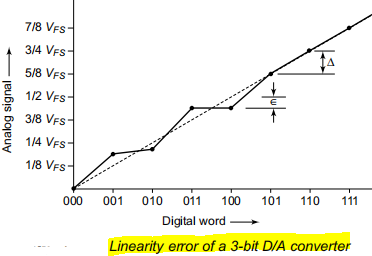 7/8 V_FS
3/4 V_FS
5/8 V_FS
1/2 V_FS
3/8 V_FS
1/4 V_FS
1/8 V_FS
Analog signal
Δ
ϵ
000 001 010 011 100 101 110 111
Digital word
Linearity error of a 3-bit D/A converter